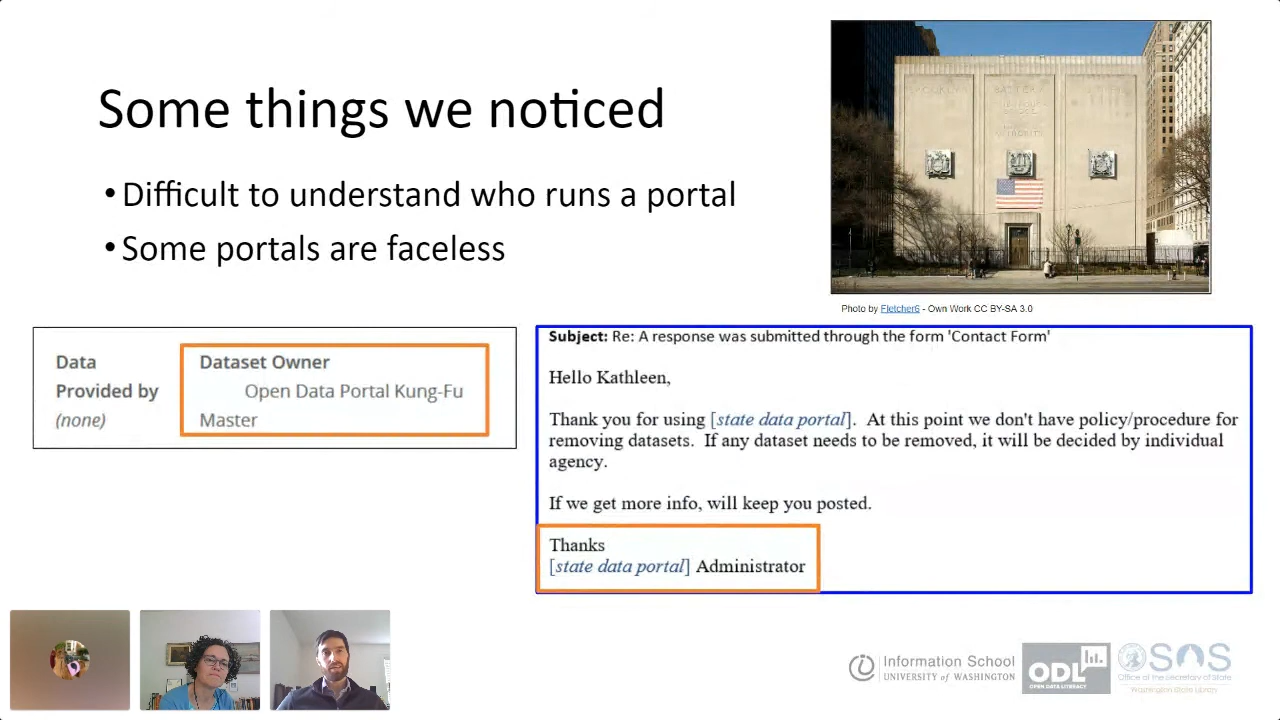 Some things we noticed
• Difficult to understand who runs a portal
• Some portals are faceless
Photo by Fletcher6 - Own Work CC BY-SA 3.0
Data
Provided by
(none)
Dataset Owner
Open Data Portal Kung-Fu
Master
Subject: Re: A response was submitted through the form 'Contact Form'
Hello Kathleen,
Thank you for using [state data portal]. At this point we don't have policy/procedure for
removing datasets. If any dataset needs to be removed, it will be decided by individual
agency.
If we get more info, will keep you posted.
Thanks
[state data portal] Administrator
Information School
UNIVERSITY of WASHINGTON
ODL
OPEN DATA LITERACY
SOS
Office of the Secretary of State
Washington State Library